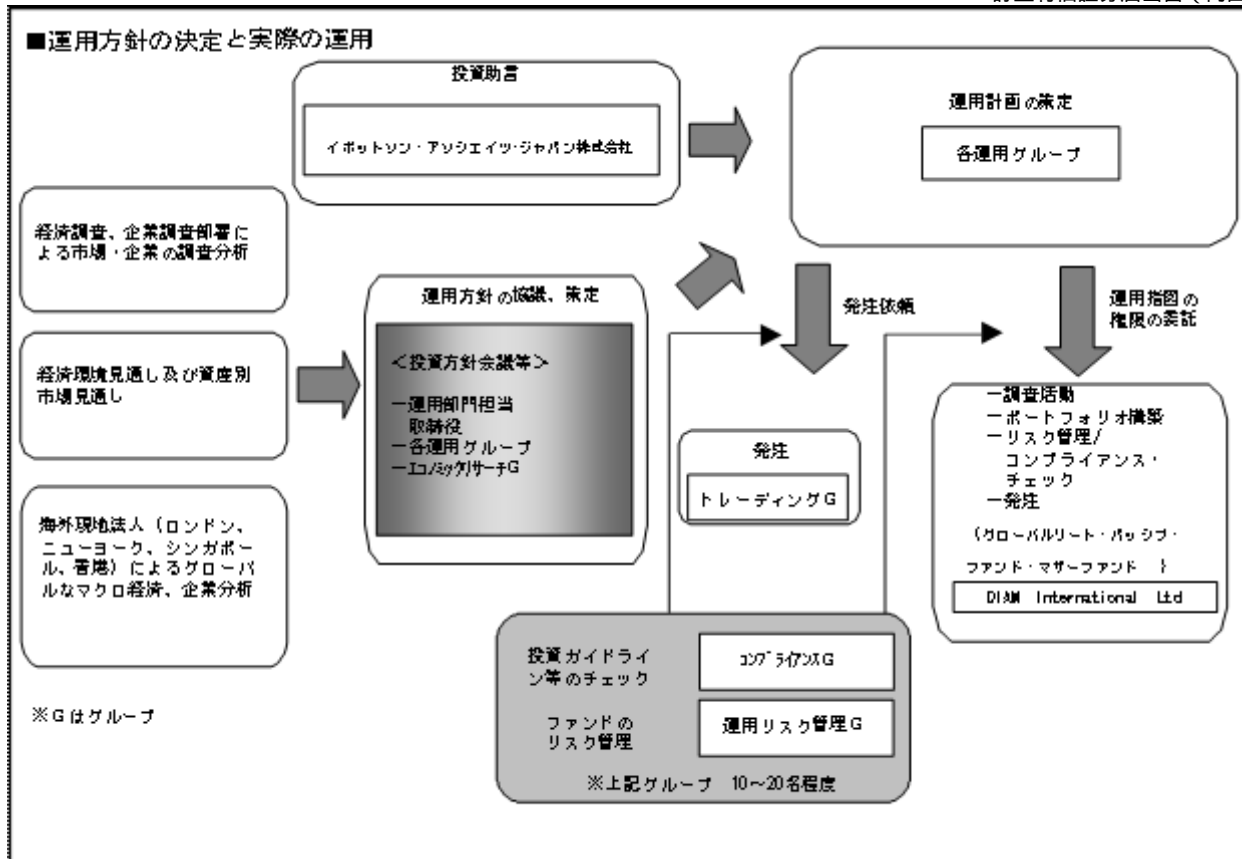 ■運用方針の決定と実際の運用
投資助言
イボットソン・アソシエイツ・ジャパン株式会社
運用計画の策定
各運用グループ
経済調査、企業調査部署に
よる市場・企業の調査分析
経済環境見通し及び資産別
市場見通し
海外現地法人（ロンドン、
ニューヨーク、シンガポー
ル、香港）によるグローバ
ルなマクロ経済、企業分析
※Gはグループ
運用方針の協議、策定
＜投資方針会議等＞
―運用部門担当
取締役
―各運用グループ
―エコノミックリサーチG
発注依頼
運用指図の
権限の委託
発注
トレーディングG
―調査活動
―ポートフォリオ構築
―リスク管理/
コンプライアンス・
チェック
―発注
（グローバルリート・パッシブ・
ファンド・マザーファンド ）
DIAM International Ltd
投資ガイドライ
ン等のチェック
コンプライアンスG
ファンドの
リスク管理
運用リスク管理G
※上記グループ 10～20名程度